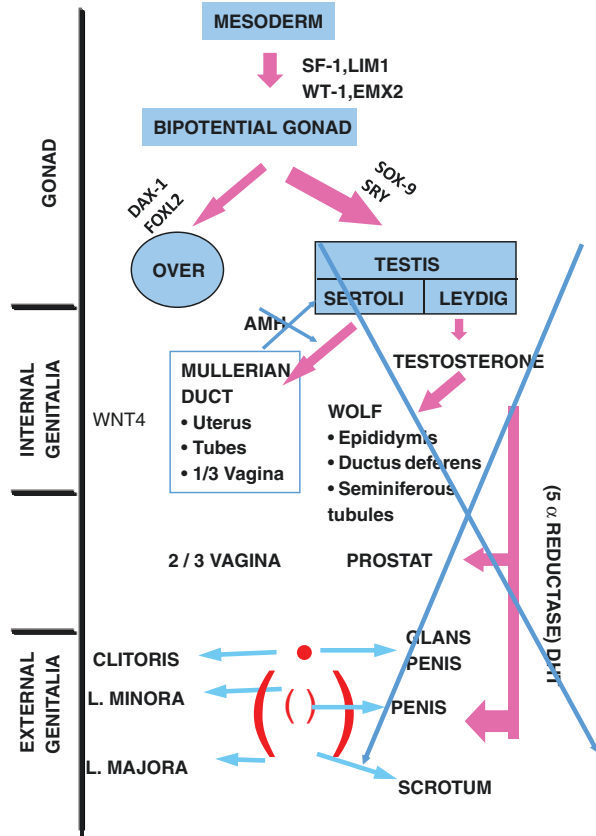 MESODERM
SF-1,LIM1
WT-1,EMX2
BIPOTENTIAL GONAD
GONAD
DAX-1
FOXL2
SOX-9
SRY
OVER
TESTIS
SERTOLI
LEYDIG
AMH
INTERNAL
GENITALIA
WNT4
MULLERIAN
DUCT
• Uterus
• Tubes
• 1/3 Vagina
TESTOSTERONE
WOLF
• Epididymis
• Ductus deferens
• Seminiferous
tubules
(5 α REDUCTASE) DHT
2 / 3 VAGINA
PROSTAT
EXTERNAL
GENITALIA
CLITORIS
GLANS
PENIS
L. MINORA
PENIS
L. MAJORA
SCROTUM